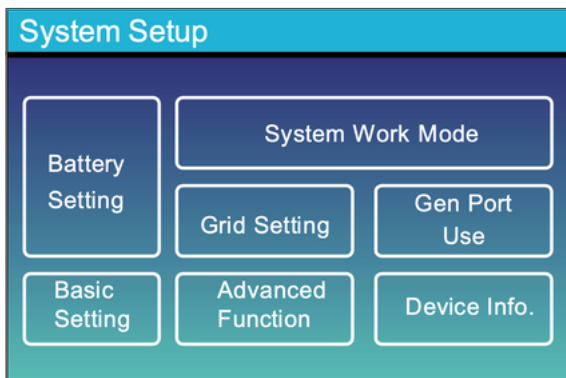 System Setup
Battery
Setting
System Work Mode
Grid Setting
Gen Port
Use
Basic
Setting
Advanced
Function
Device Info.